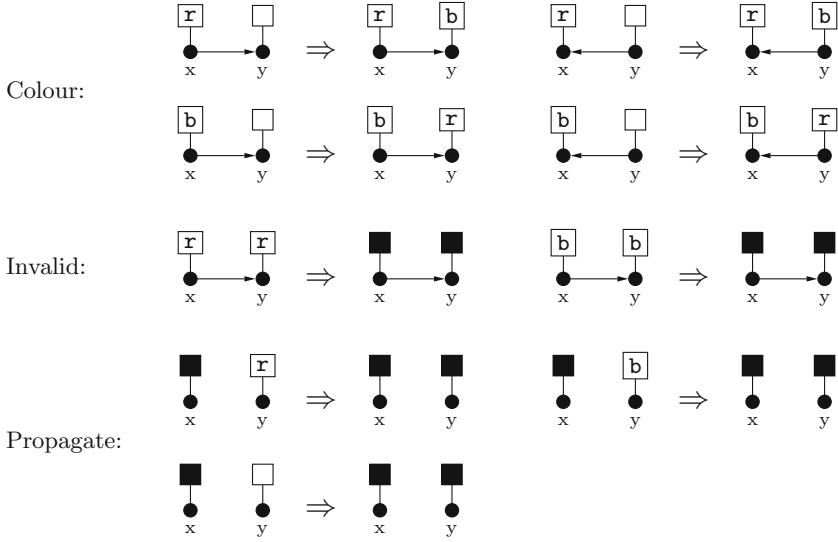 r r b r r b
x y x y x y x y
Colour:
b b r b b r
x y x y x y x y
r r b b
Invalid:
x y x y x y x y
r b
x y x y x y x y
Propagate:
x y x y